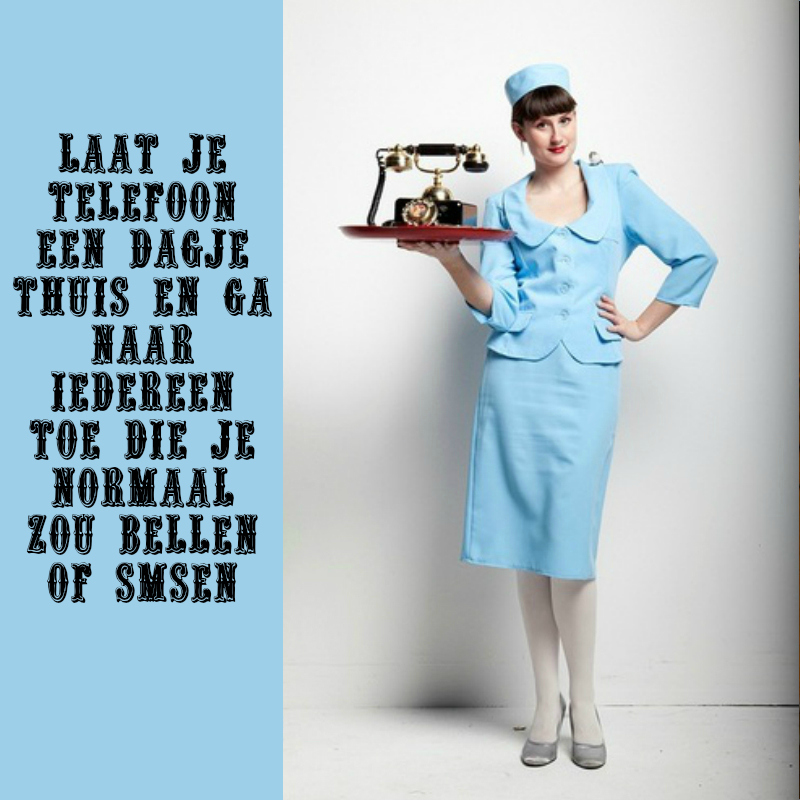 LAAT JE
TELEFOON
EEN DAGJE
THUIS EN GA
NAAR
IEDEREEN
TOE DIE JE
NORMAAL
ZOU BELLEN
OF SMSEN